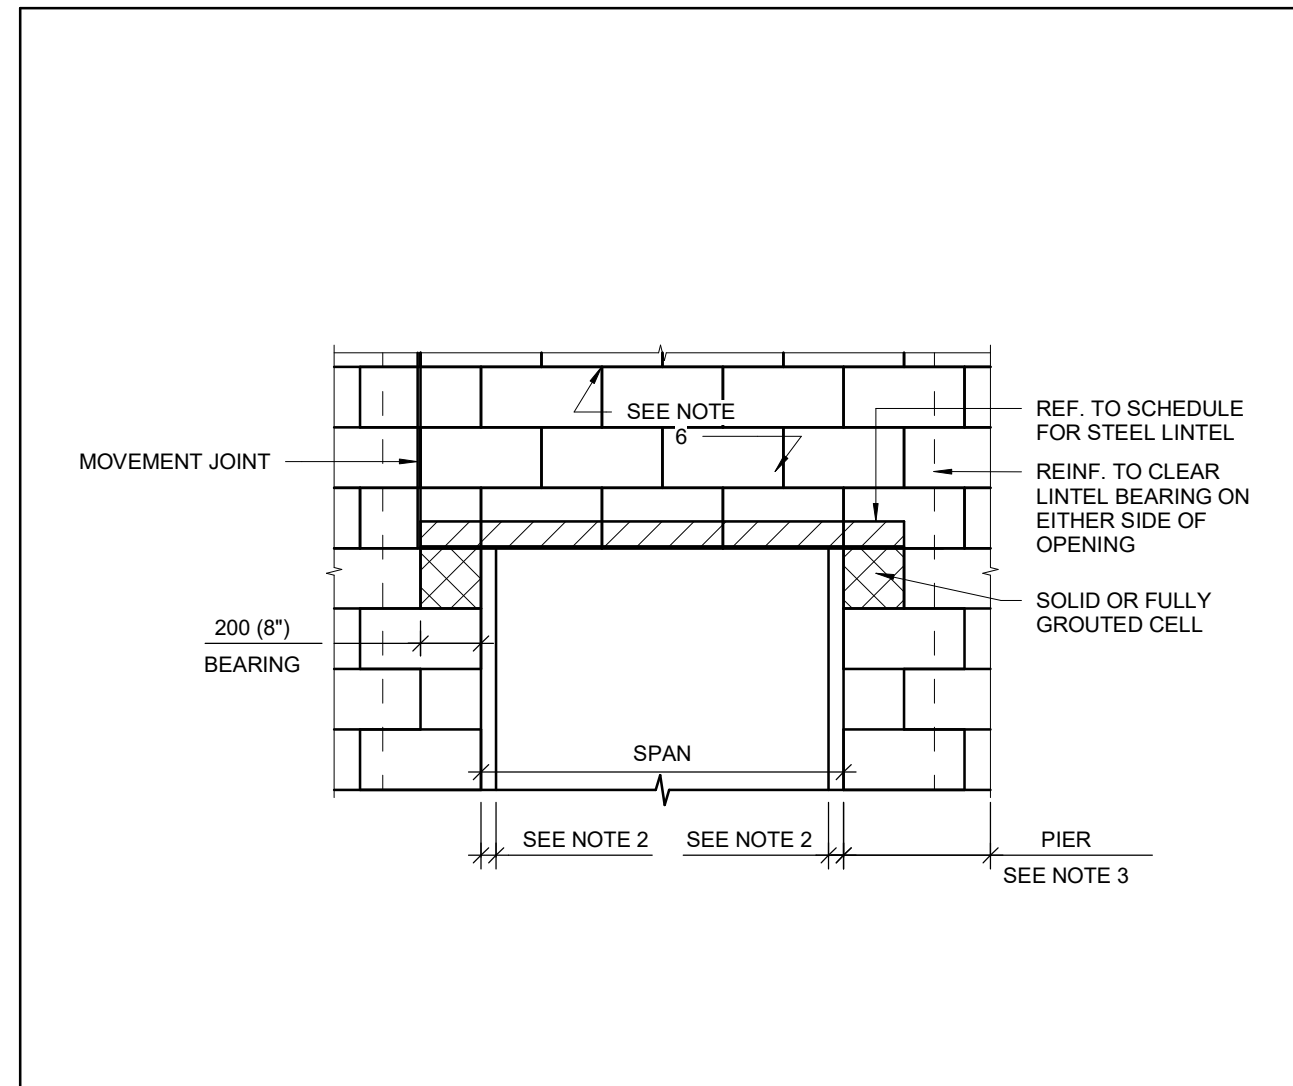 SEE NOTE
6
MOVEMENT JOINT
REF. TO SCHEDULE
FOR STEEL LINTEL
REINF. TO CLEAR
LINTEL BEARING ON
EITHER SIDE OF
OPENING
SOLID OR FULLY
GROUTED CELL
200 (8")
BEARING
SPAN
SEE NOTE 2
SEE NOTE 2
PIER
SEE NOTE 3